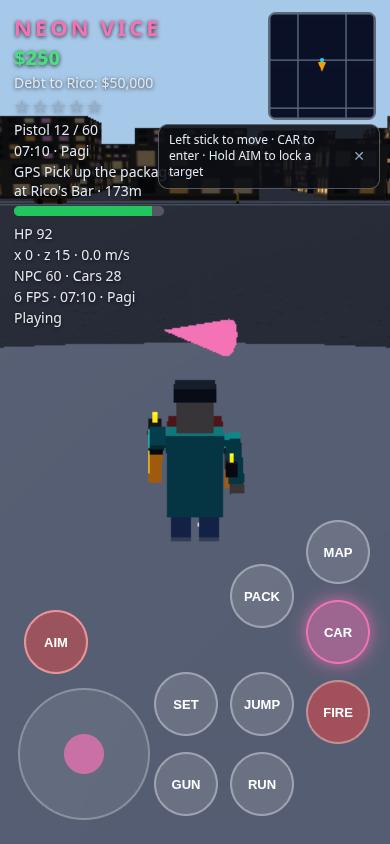 NEON VICE
$250
Debt to Rico: $50,000
Pistol 12 / 60
07:10 · Pagi
GPS Pick up the packa
at Rico's Bar · 173m
Left stick to move · CAR to
enter · Hold AIM to lock a
target
✕
HP 92
x 0 · z 15 · 0.0 m/s
NPC 60 · Cars 28
6 FPS · 07:10 · Pagi
Playing
MAP
PACK
CAR
AIM
SET
JUMP
FIRE
GUN
RUN